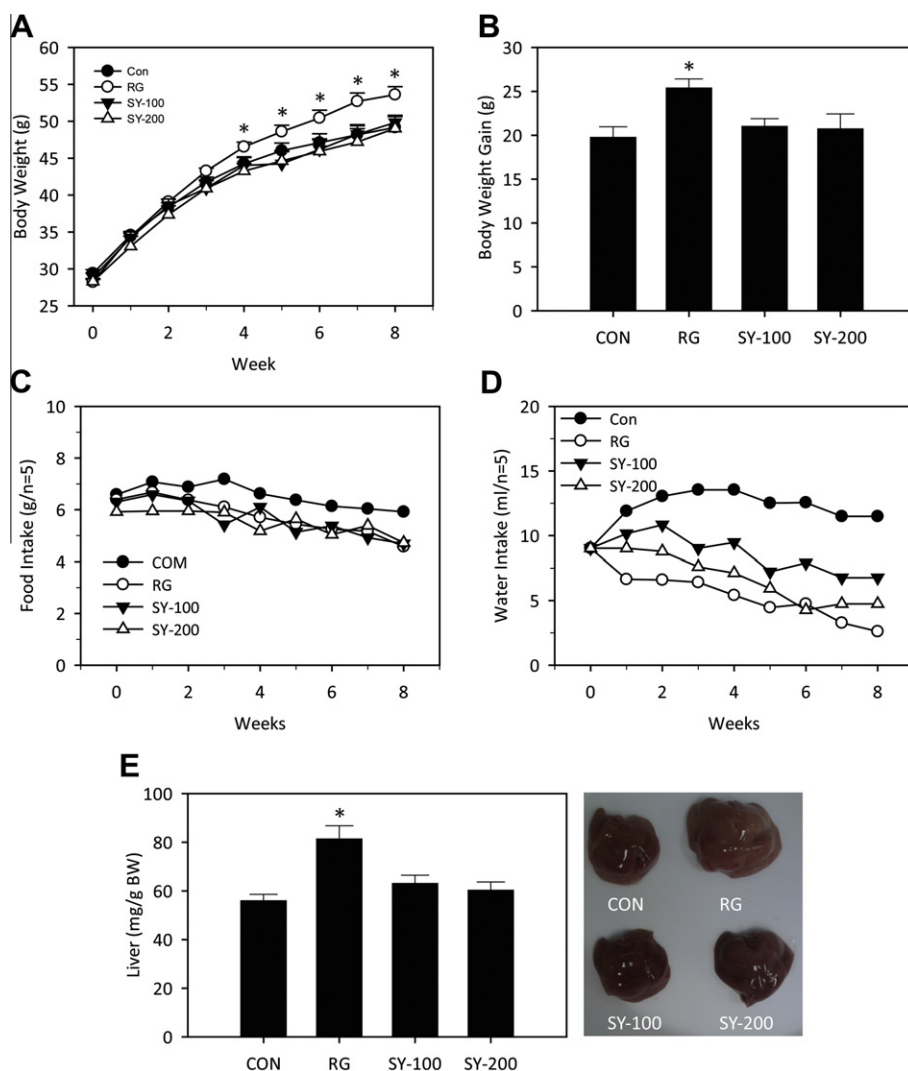 A
Body Weight (g)
60
55
50
45
40
35
30
25
Con
RG
SY-100
SY-200
* * * * *
0 2 4 6 8
Week
B
Body Weight Gain (g)
30
25
20
15
10
5
0
*
CON RG SY-100 SY-200
C
Food Intake (g/n=5)
10
8
6
4
2
0
COM
RG
SY-100
SY-200
0 2 4 6 8
Weeks
D
Water Intake (ml/n=5)
20
15
10
5
0
Con
RG
SY-100
SY-200
0 2 4 6 8
Weeks
E
Liver (mg/g BW)
100
80
60
40
20
0
*
CON RG SY-100 SY-200
CON RG
SY-100 SY-200